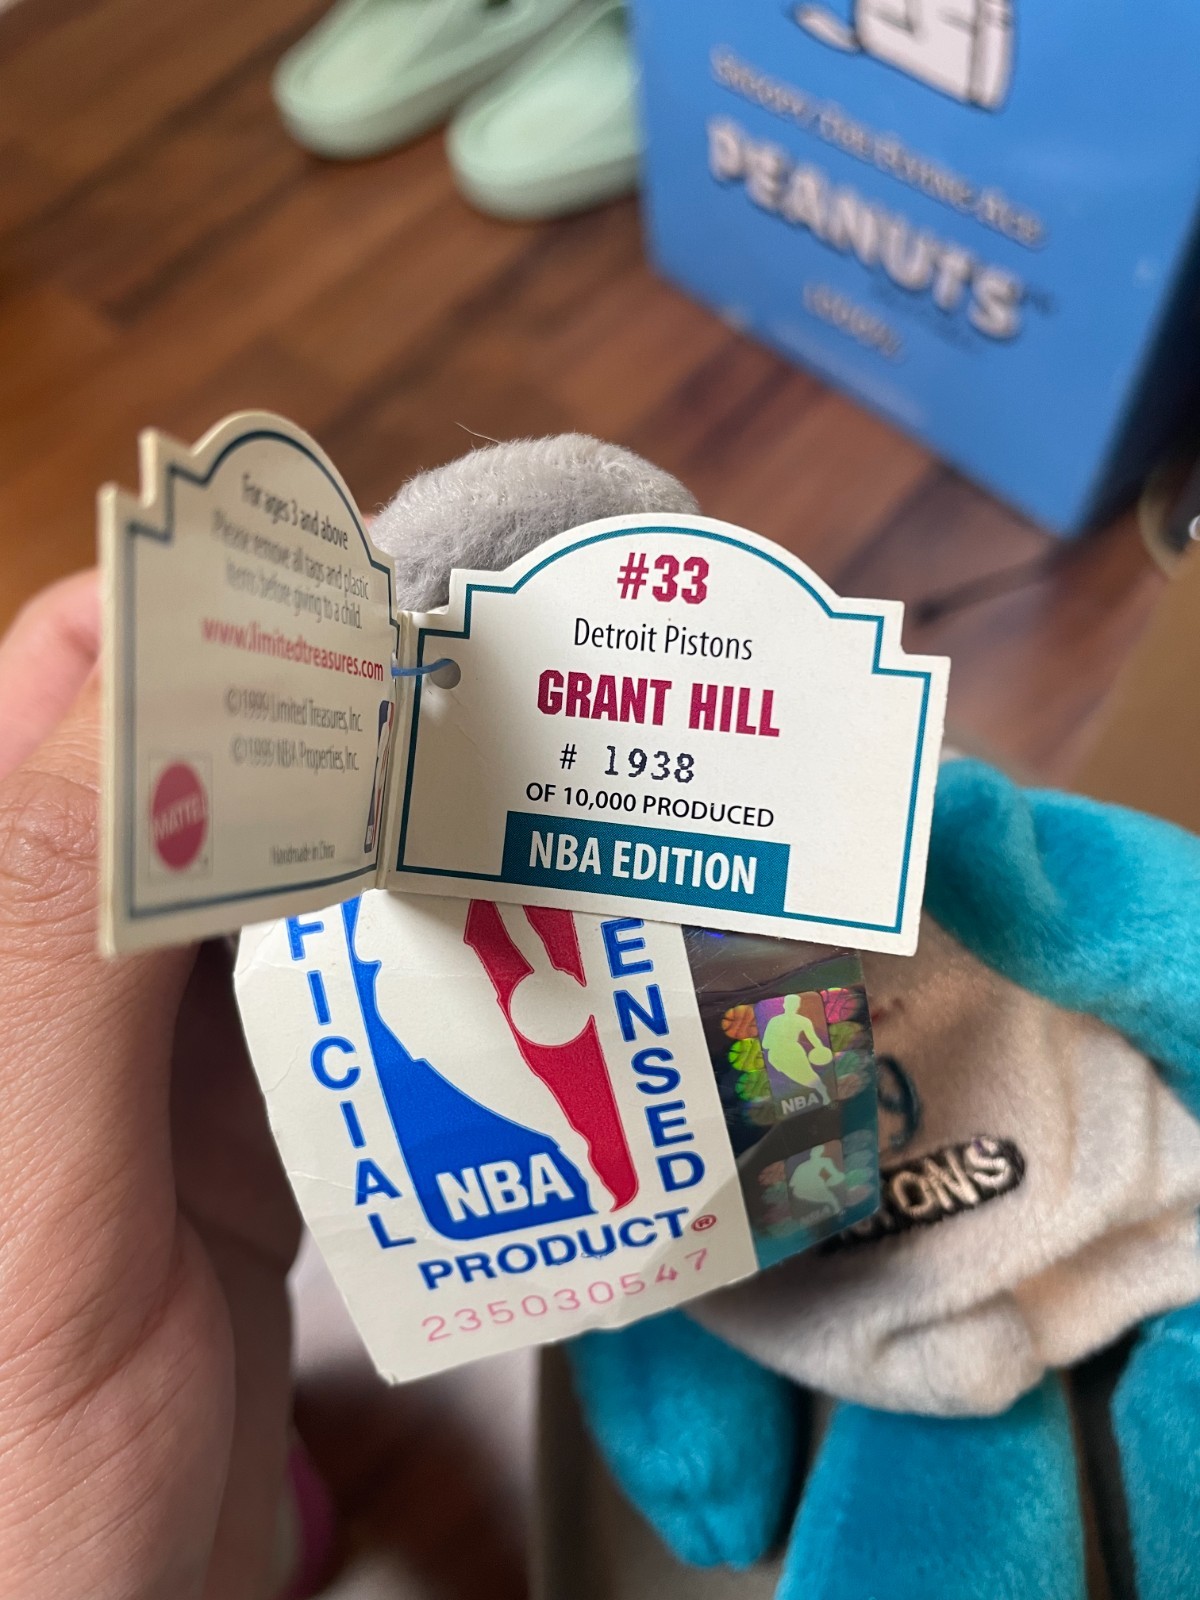 PEANUTS
For ages 3 and above
Please remove all tags and plastic
items before giving to a child.
www.limitedtreasures.com
©1999 Limited Treasures, Inc.
©1999 NBA Properties, Inc.
MATTEL
Handmade in China
#33
Detroit Pistons
GRANT HILL
# 1938
OF 10,000 PRODUCED
NBA EDITION
FICIAL
ENSED
NBA
PRODUCT®
235030547
NBA
NBA
TONS